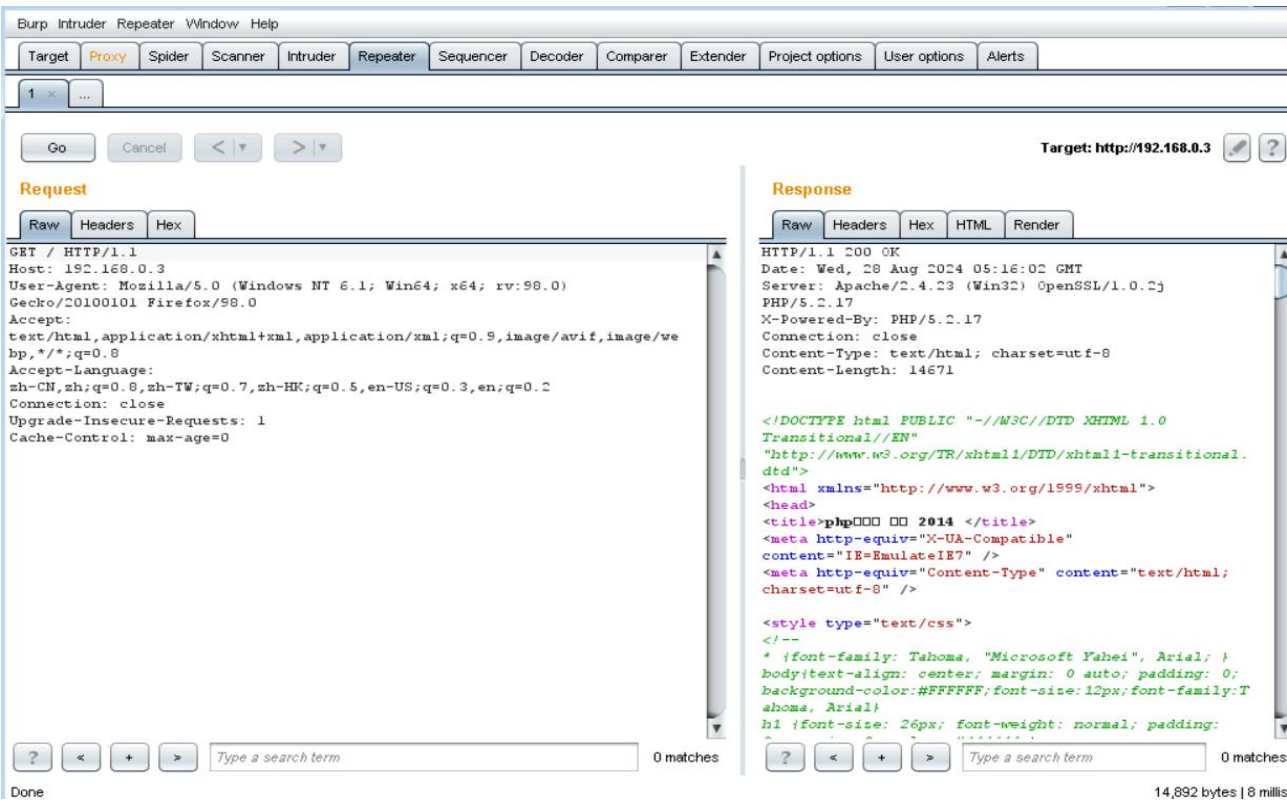 Burp Intruder Repeater Window Help
Target Proxy Spider Scanner Intruder Repeater Sequencer Decoder Comparer Extender Project options User options Alerts
1 × ...
Go Cancel < > Target: http://192.168.0.3 ?
Request
Raw Headers Hex
GET / HTTP/1.1
Host: 192.168.0.3
User-Agent: Mozilla/5.0 (Windows NT 6.1; Win64; x64; rv:98.0)
Gecko/20100101 Firefox/98.0
Accept:
text/html,application/xhtml+xml,application/xml;q=0.9,image/avif,image/we
bp,*/*;q=0.8
Accept-Language:
zh-CN,zh;q=0.8,zh-TW;q=0.7,zh-HK;q=0.5,en-US;q=0.3,en;q=0.2
Connection: close
Upgrade-Insecure-Requests: 1
Cache-Control: max-age=0
? < + > Type a search term 0 matches
Response
Raw Headers Hex HTML Render
HTTP/1.1 200 OK
Date: Wed, 28 Aug 2024 05:16:02 GMT
Server: Apache/2.4.23 (Win32) OpenSSL/1.0.2j
PHP/5.2.17
X-Powered-By: PHP/5.2.17
Connection: close
Content-Type: text/html; charset=utf-8
Content-Length: 14671
<!DOCTYPE html PUBLIC "-//W3C//DTD XHTML 1.0
Transitional//EN"
"http://www.w3.org/TR/xhtml1/DTD/xhtml1-transitional.
dtd">
<html xmlns="http://www.w3.org/1999/xhtml">
<head>
<title>php□□□ □□ 2014 </title>
<meta http-equiv="X-UA-Compatible"
content="IE=EmulateIE7" />
<meta http-equiv="Content-Type" content="text/html;
charset=utf-8" />
<style type="text/css">
<!--
* {font-family: Tahoma, "Microsoft Yahei", Arial; }
body{text-align: center; margin: 0 auto; padding: 0;
background-color:#FFFFFF;font-size:12px;font-family:T
ahoma, Arial}
h1 {font-size: 26px; font-weight: normal; padding:
? < + > Type a search term 0 matches
Done 14,892 bytes | 8 millis